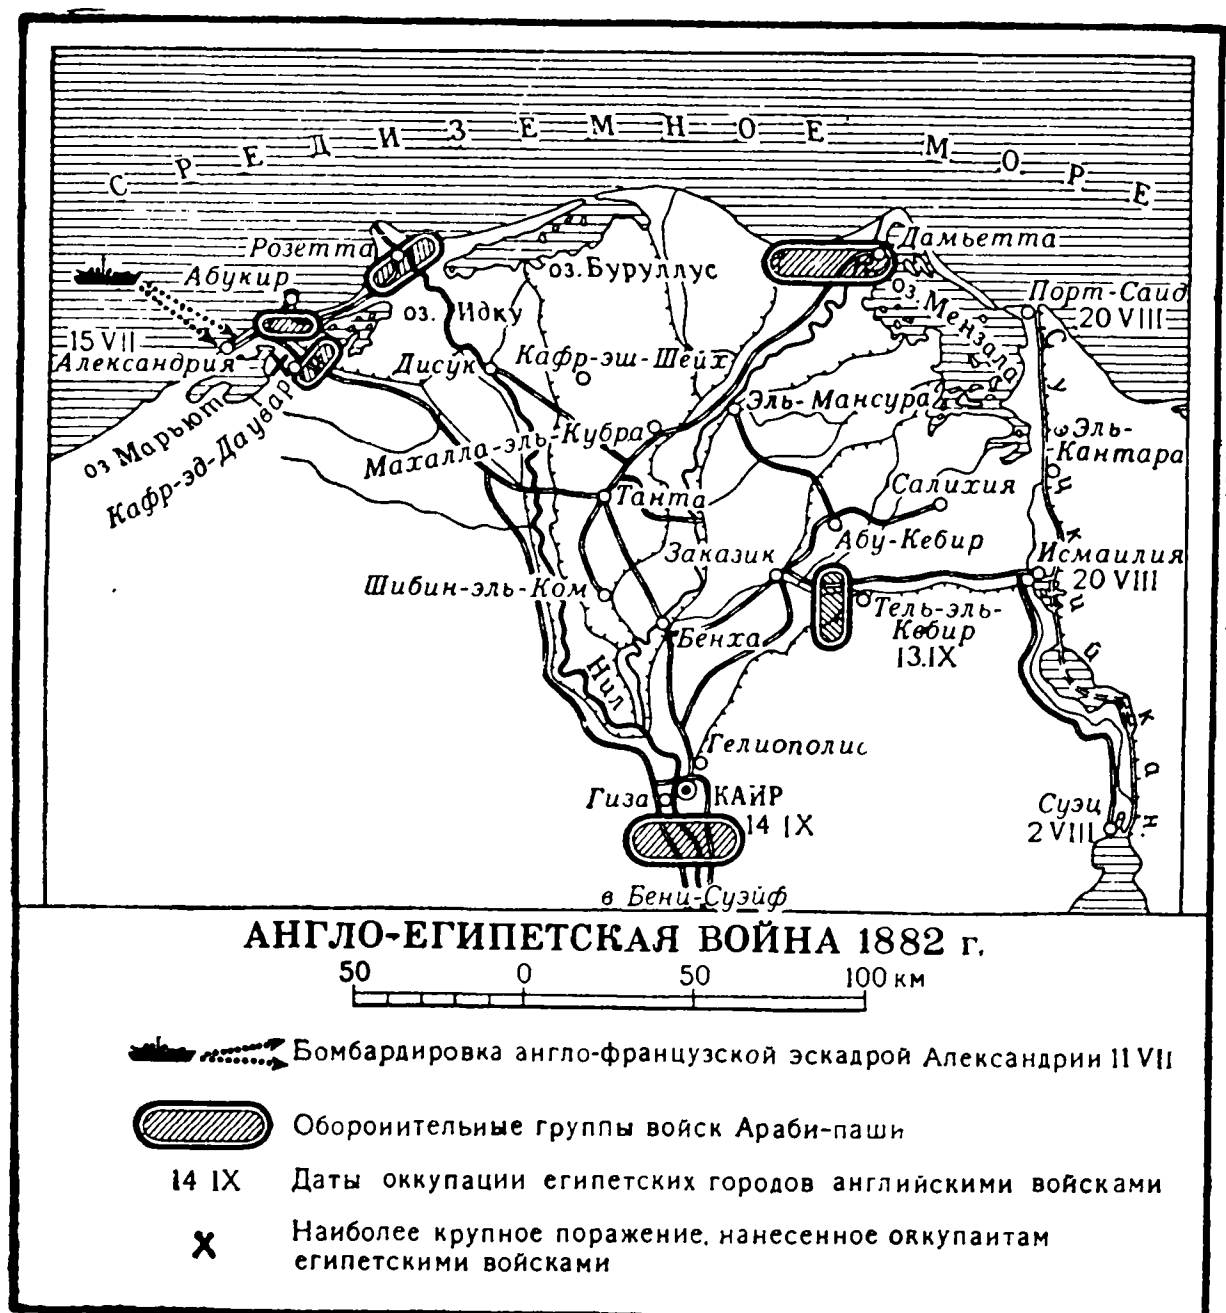 СРЕДИЗЕМНОЕ МОРЕ
Розетта
Дамьетта
Абукир
оз. Буруллус
оз. Мензала
Порт-Саид
20 VIII
оз. Идку
15 VII
Александрия
Дисук
Кафр-эш-Шейх
Эль-Мансура
оз Марьют
Кафр-эд-Даувар
Махалла-эль-Кубра
Эль-
Кантара
Танта
Салихия
Суэцкий кан.
Заказик
Абу-Кебир
Исмаилия
20 VIII
Шибин-эль-Ком
Тель-эль-
Кебир
13.IX
Бенха
Нил
Гелиополис
Гиза
КАИР
14 IX
Суэц
2 VIII
в Бени-Суэйф
АНГЛО-ЕГИПЕТСКАЯ ВОЙНА 1882 г.
50 0 50 100 км
Бомбардировка англо-французской эскадрой Александрии 11 VII
Оборонительные группы войск Араби-паши
14 IX Даты оккупации египетских городов английскими войсками
X Наиболее крупное поражение, нанесенное оккупантам
египетскими войсками